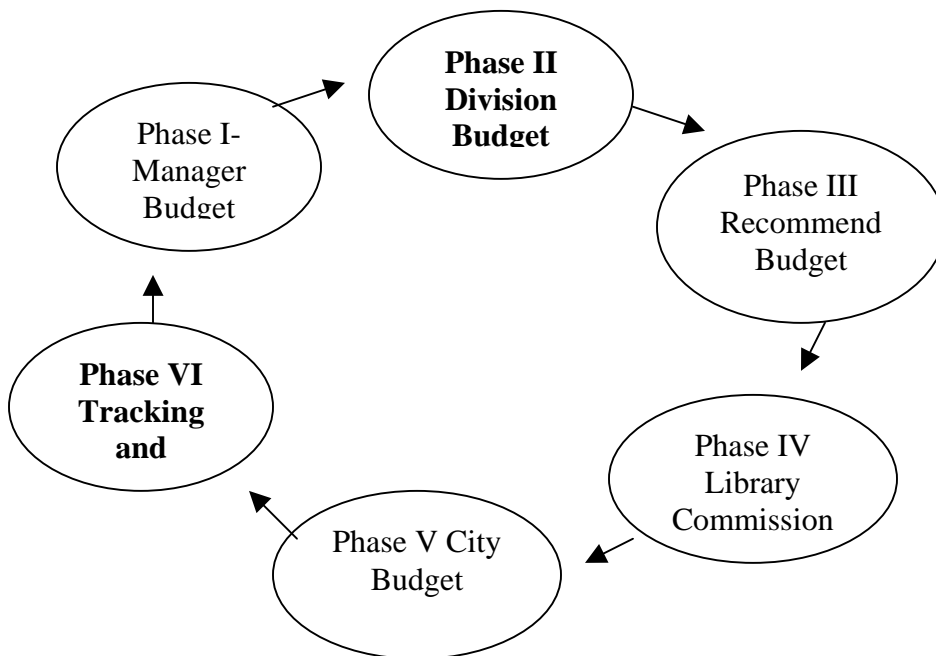 Phase I-
Manager
Budget
Phase II
Division
Budget
Phase III
Recommend
Budget
Phase IV
Library
Commission
Phase V City
Budget
Phase VI
Tracking
and